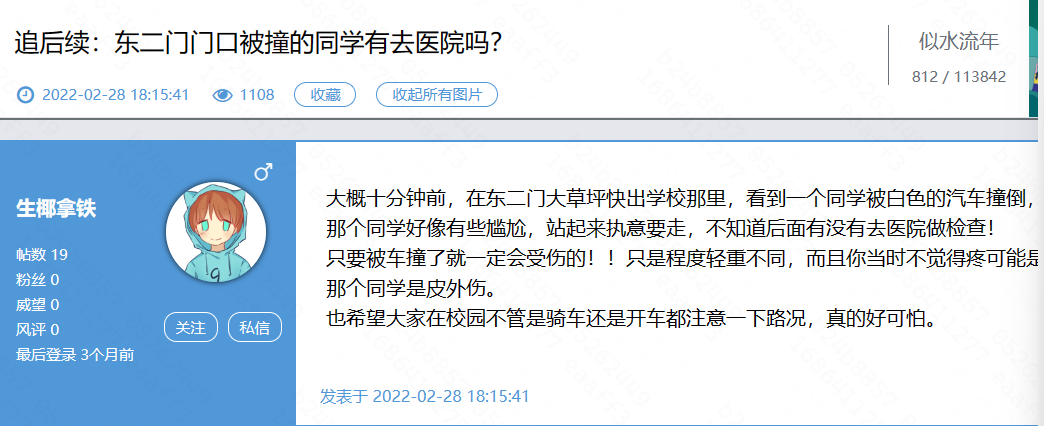 追后续：东二门门口被撞的同学有去医院吗？
似水流年
2022-02-28 18:15:41 1108 收藏 收起所有图片
812 / 113842
生椰拿铁
帖数 19
粉丝 0
威望 0
风评 0
关注 私信
最后登录 3个月前
大概十分钟前，在东二门大草坪快出学校那里，看到一个同学被白色的汽车撞倒，
那个同学好像有些尴尬，站起来执意要走，不知道后面有没有去医院做检查！
只要被车撞了就一定会受伤的！！只是程度轻重不同，而且你当时不觉得疼可能是
那个同学是皮外伤。
也希望大家在校园不管是骑车还是开车都注意一下路况，真的好可怕。
发表于 2022-02-28 18:15:41